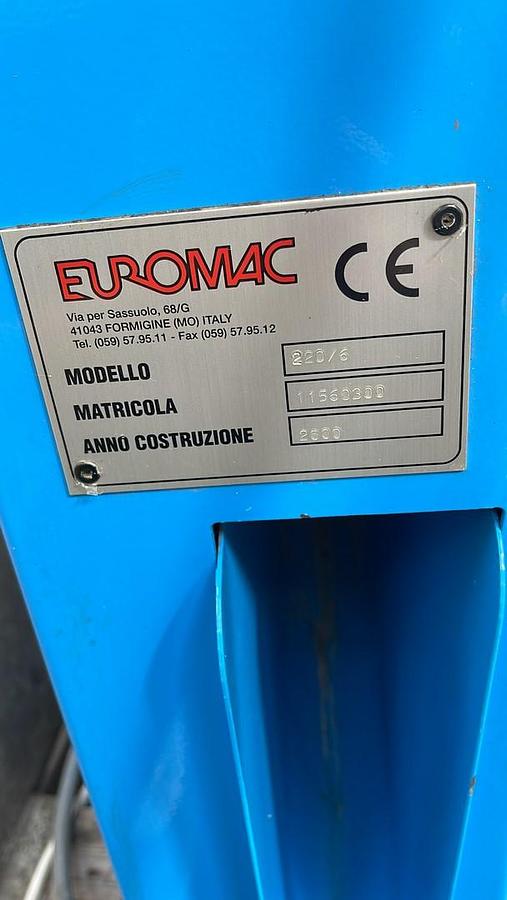 EUROMAC CE
Via per Sassuolo, 68/G
41043 FORMIGINE (MO) ITALY
Tel. (059) 57.95.11 - Fax (059) 57.95.12
MODELLO 220/6
MATRICOLA 11560300
ANNO COSTRUZIONE 2000